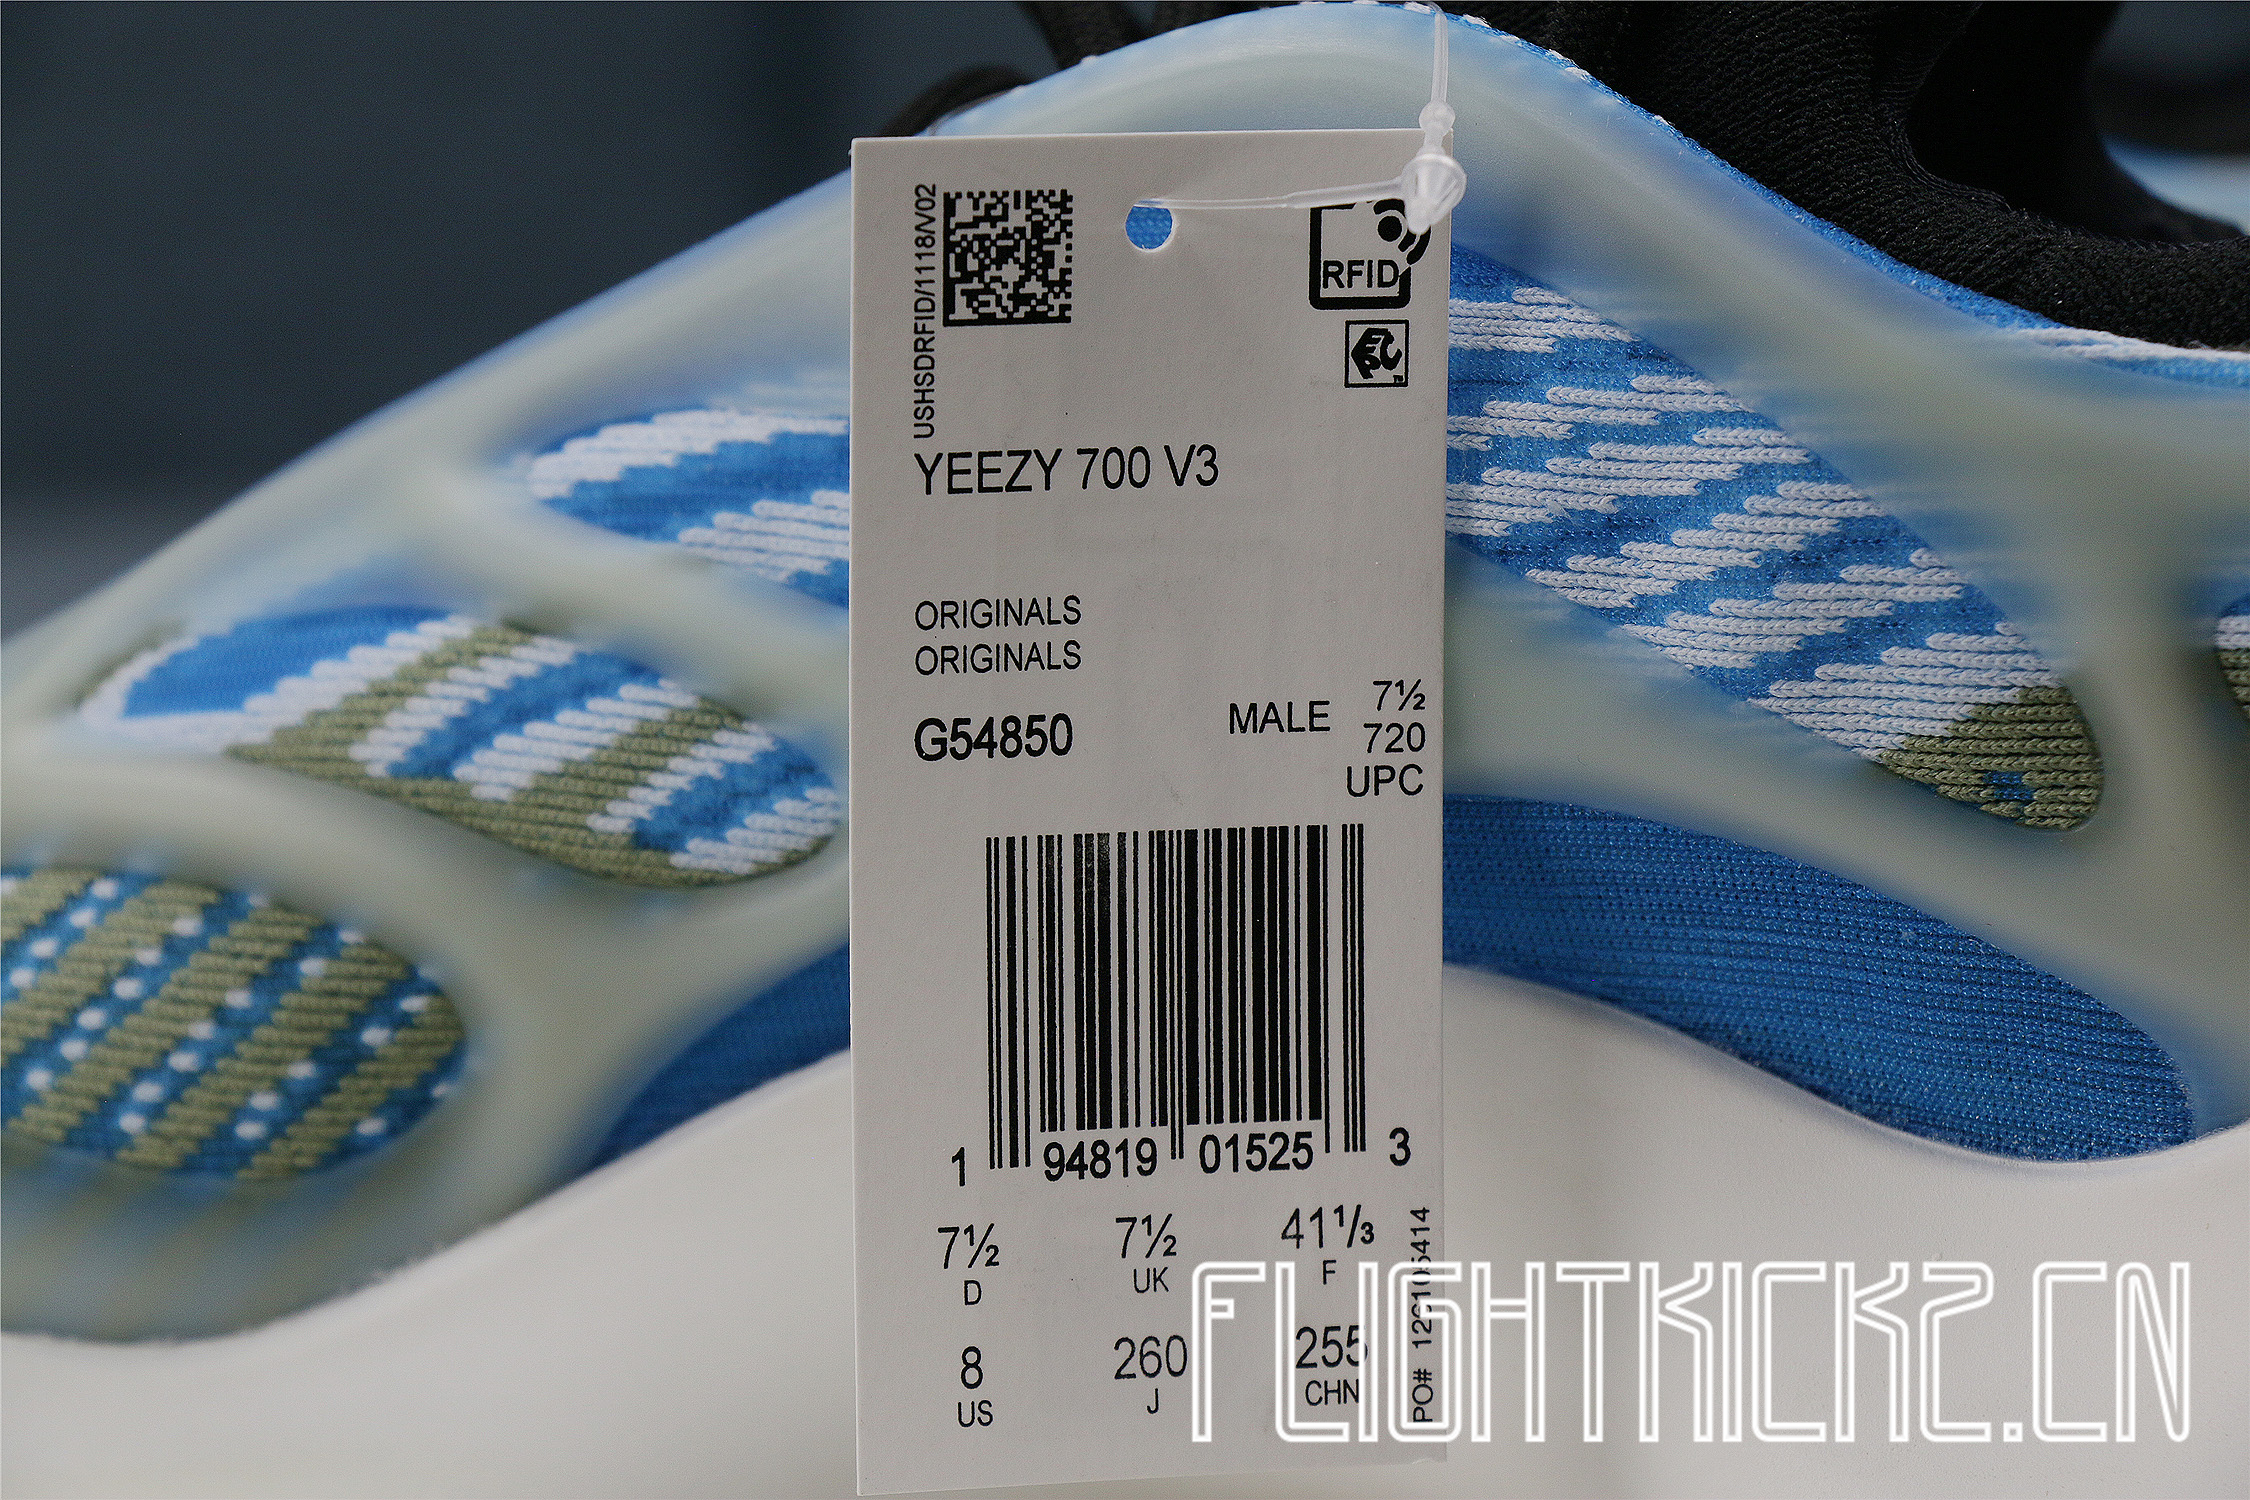 USHSDRFID/1118/V02
RFID
YEEZY 700 V3
ORIGINALS
ORIGINALS
G54850
MALE
7½
720
UPC
1 94819 01525 3
7½ 7½ 41⅓
D UK F
8 260 255
US J CHN
FLIGHTKICKZ.CN